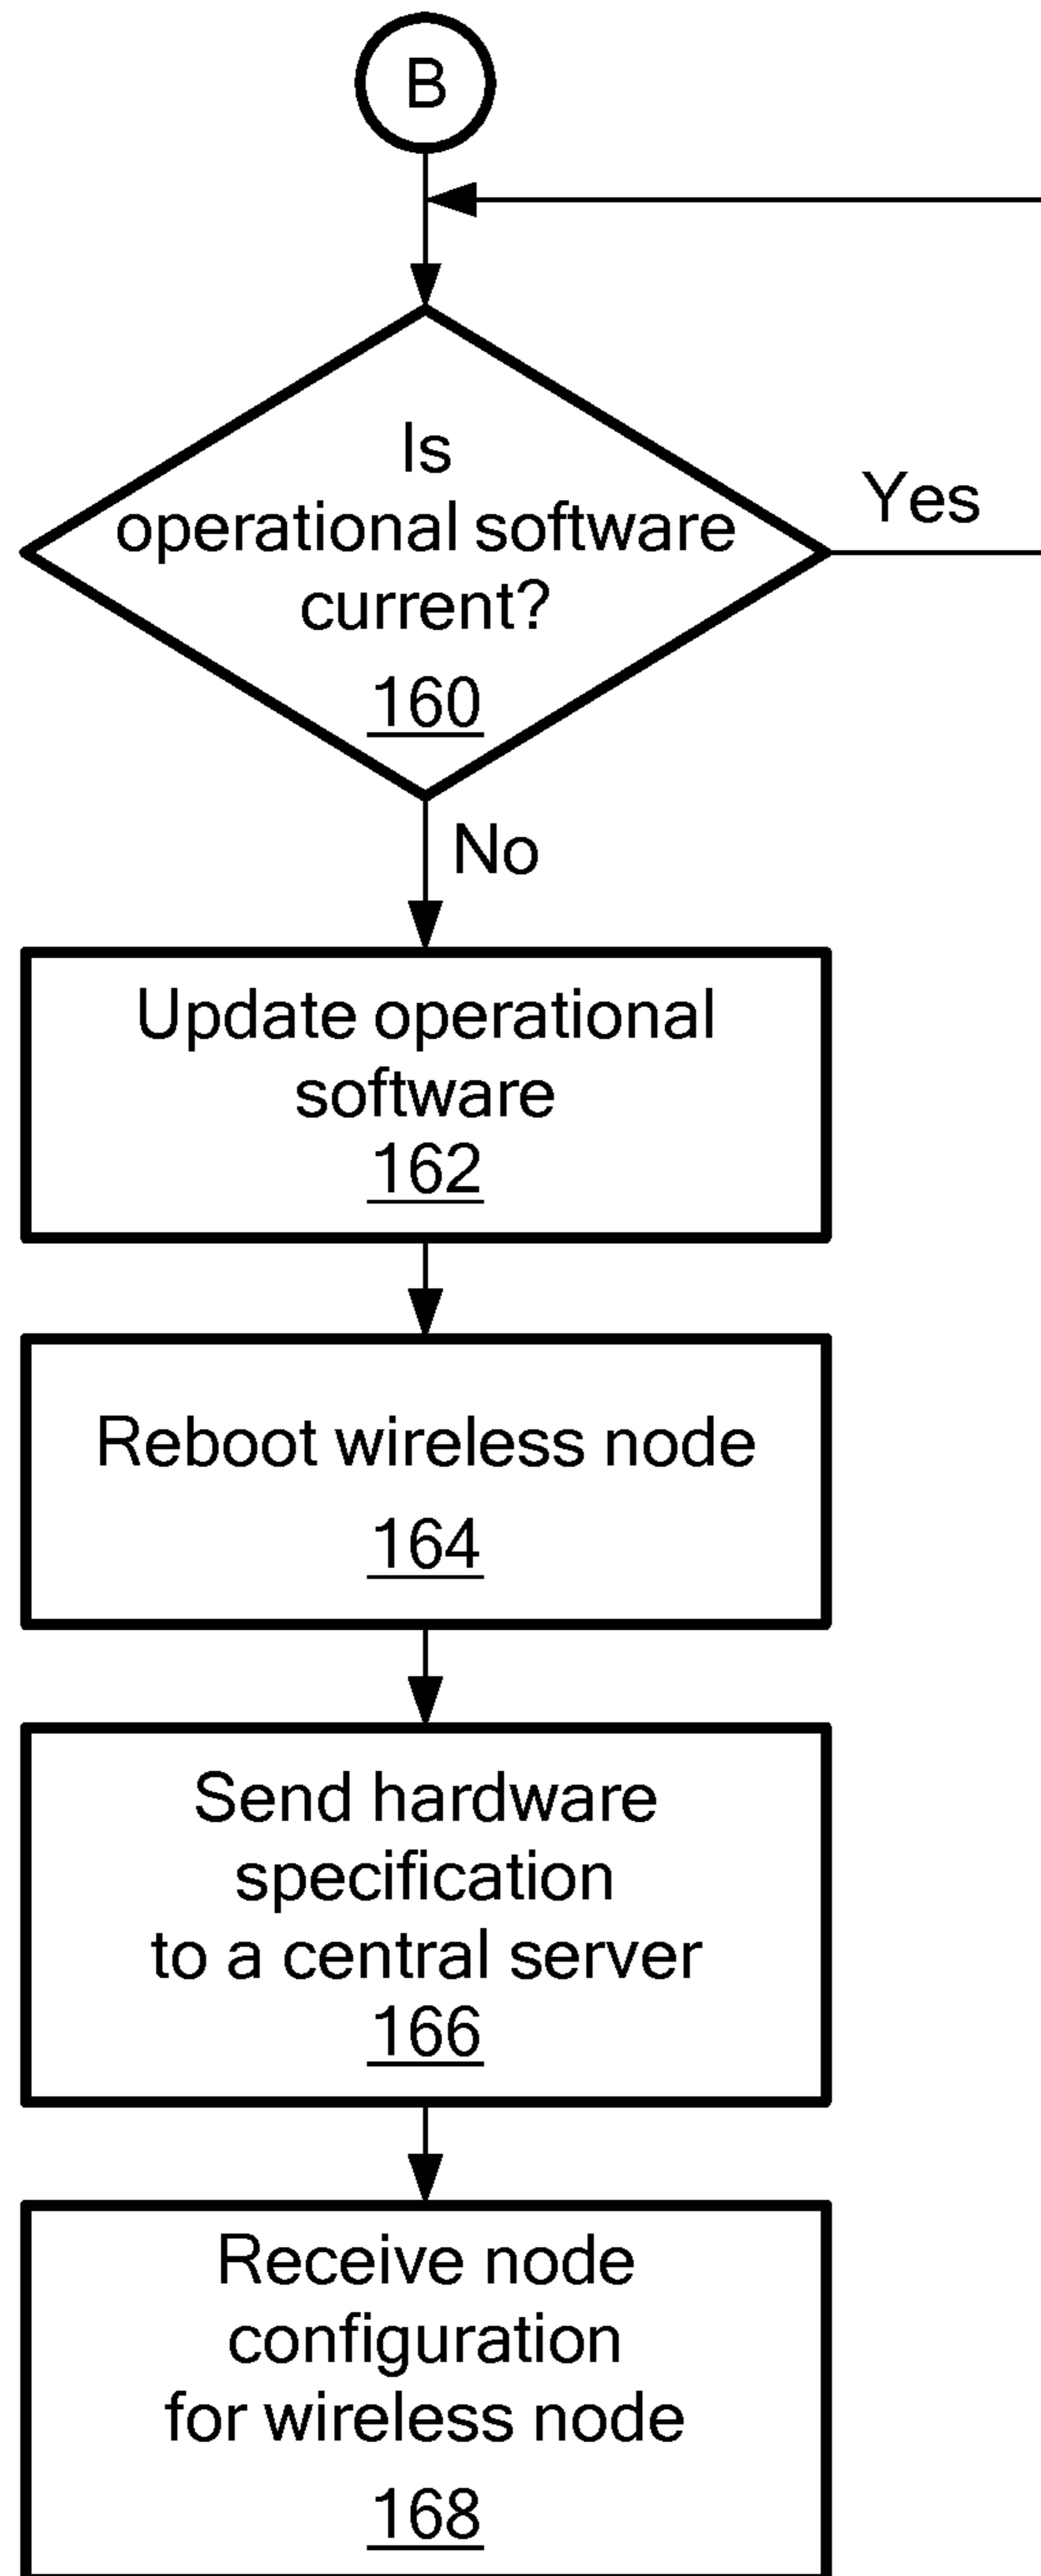 B
Is
operational software
current?
160
Yes
No
Update operational
software
162
Reboot wireless node
164
Send hardware
specification
to a central server
166
Receive node
configuration
for wireless node
168